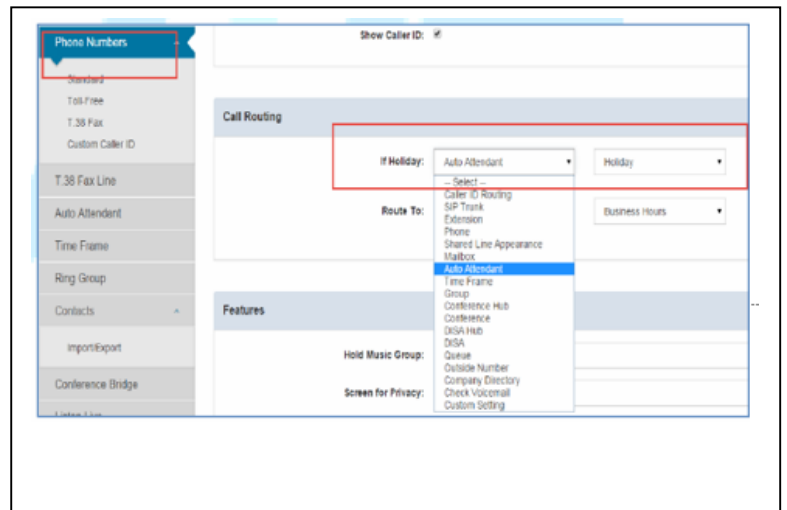 Phone Numbers
Standard
Toll-Free
T.38 Fax
Custom Caller ID
T.38 Fax Line
Auto Attendant
Time Frame
Ring Group
Contacts
Import/Export
Conference Bridge
Listen Live
Show Caller ID:
Call Routing
If Holiday: Auto Attendant Holiday
-- Select --
Caller ID Routing
SIP Trunk
Extension
Phone
Shared Line Appearance
Mailbox
Auto Attendant
Time Frame
Group
Conference Hub
Conference
DISA Hub
DISA
Queue
Outside Number
Company Directory
Check Voicemail
Custom Setting
Route To: Business Hours
Features
Hold Music Group:
Screen for Privacy:
--